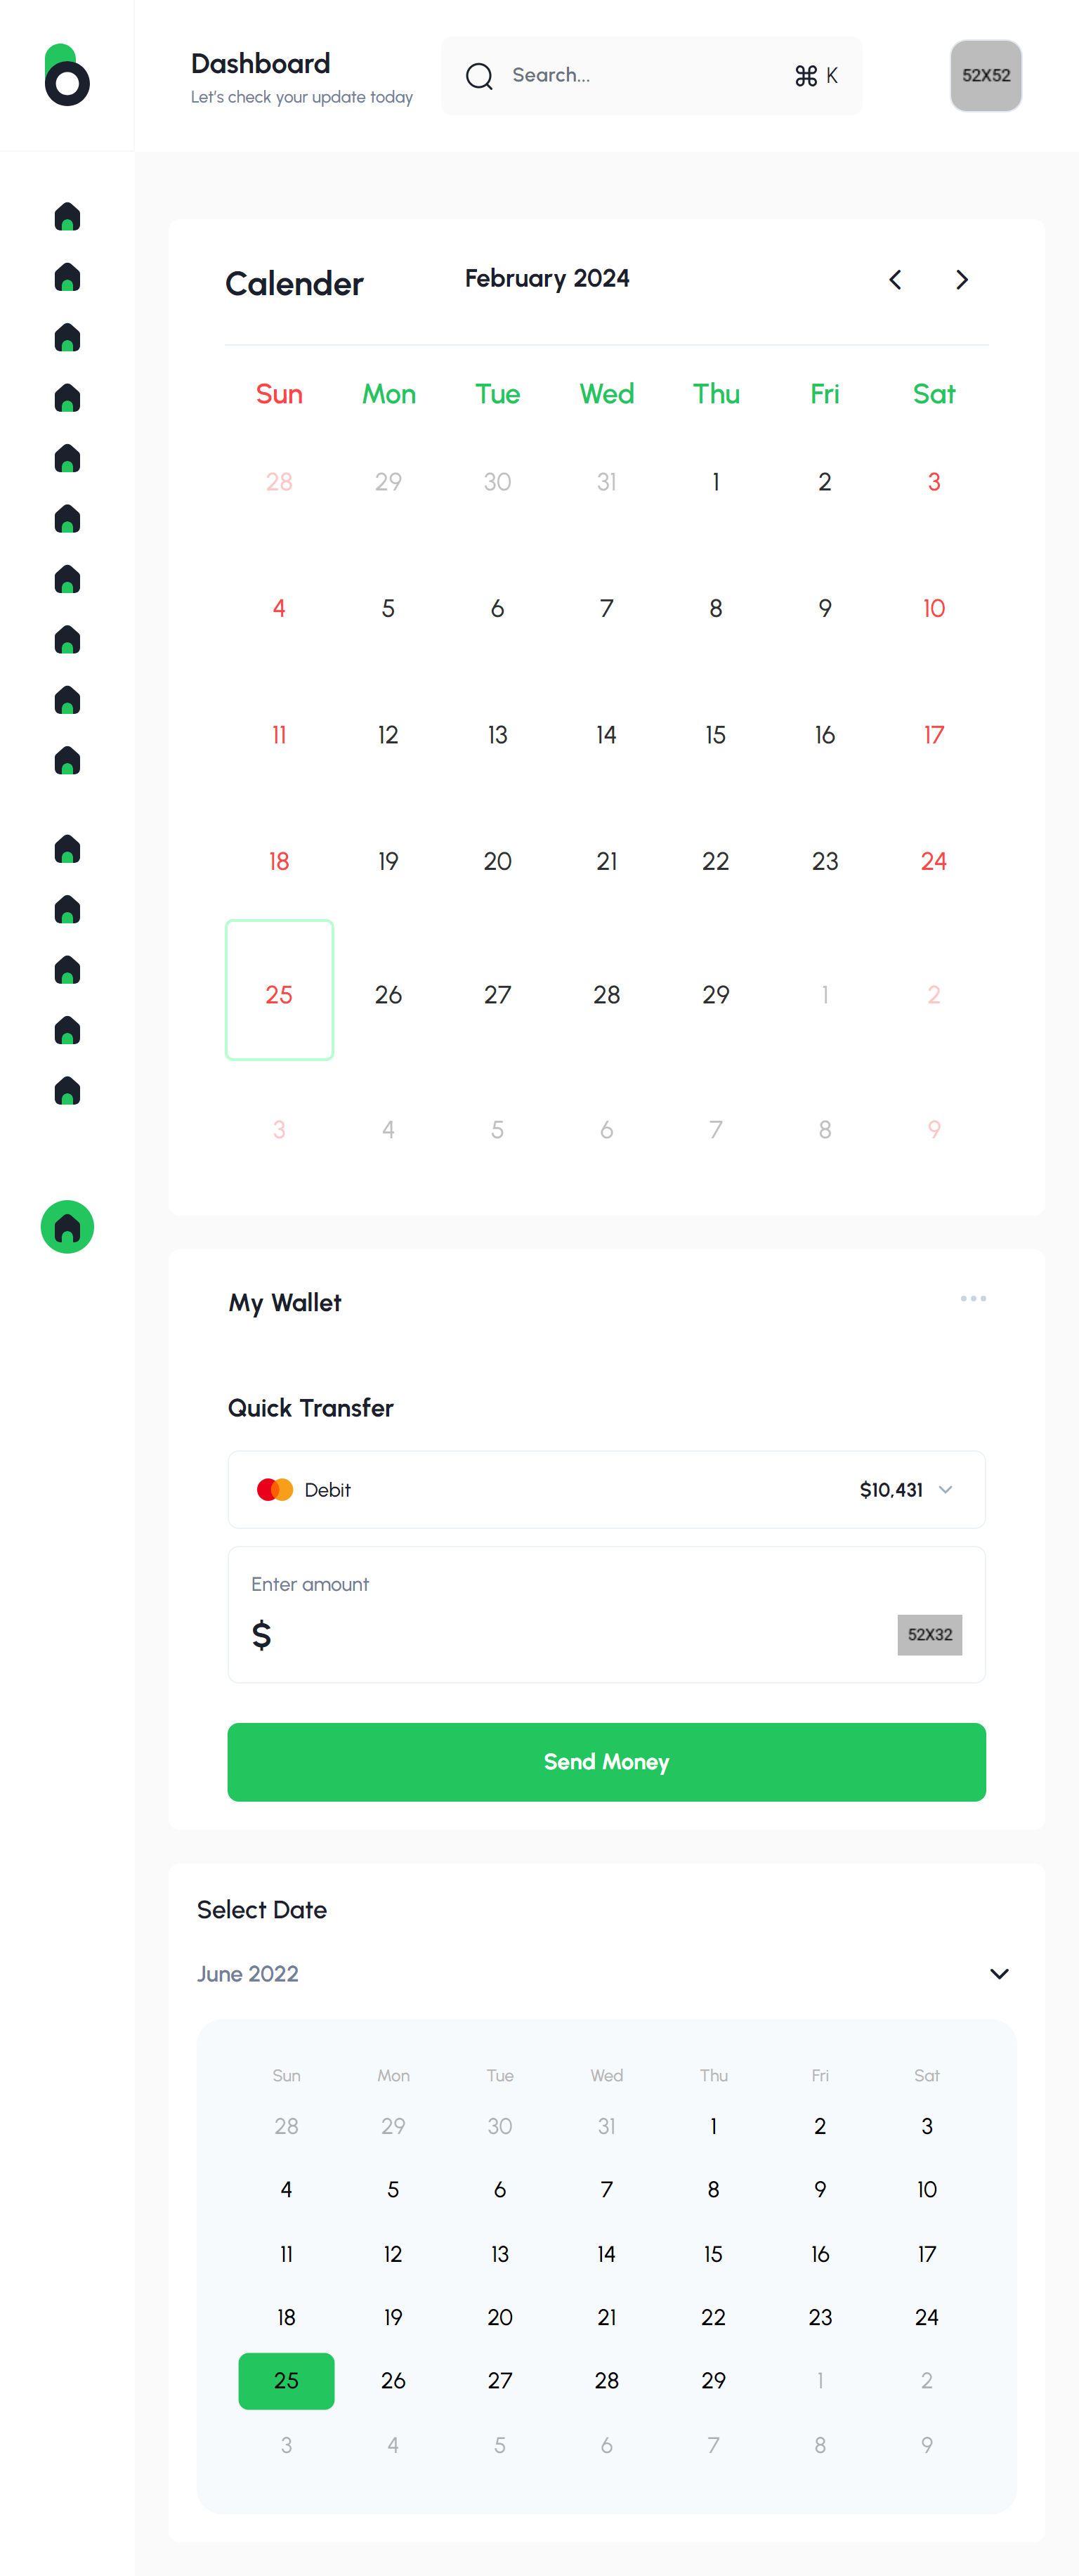 Dashboard
Let's check your update today
Search...
⌘ K
52X52
Calender
February 2024
Sun Mon Tue Wed Thu Fri Sat
28 29 30 31 1 2 3
4 5 6 7 8 9 10
11 12 13 14 15 16 17
18 19 20 21 22 23 24
25 26 27 28 29 1 2
3 4 5 6 7 8 9
My Wallet
Quick Transfer
Debit $10,431
Enter amount
$
52X32
Send Money
Select Date
June 2022
Sun Mon Tue Wed Thu Fri Sat
28 29 30 31 1 2 3
4 5 6 7 8 9 10
11 12 13 14 15 16 17
18 19 20 21 22 23 24
25 26 27 28 29 1 2
3 4 5 6 7 8 9